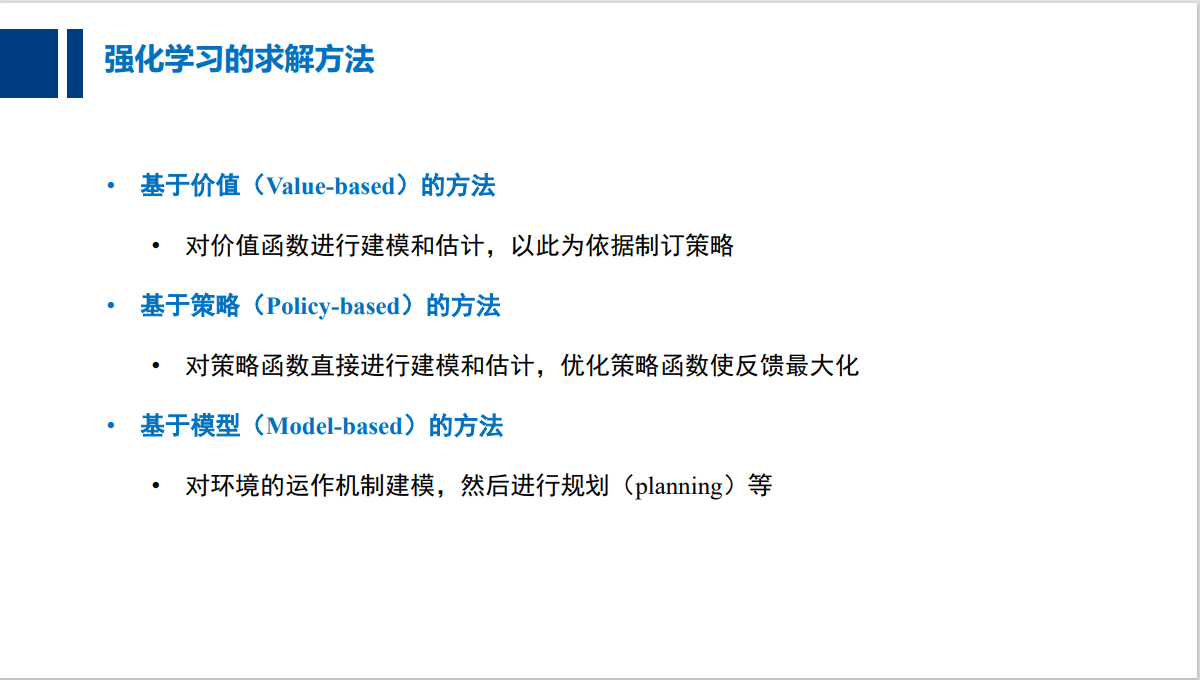 强化学习的求解方法
• 基于价值（Value-based）的方法
• 对价值函数进行建模和估计，以此为依据制订策略
• 基于策略（Policy-based）的方法
• 对策略函数直接进行建模和估计，优化策略函数使反馈最大化
• 基于模型（Model-based）的方法
• 对环境的运作机制建模，然后进行规划（planning）等